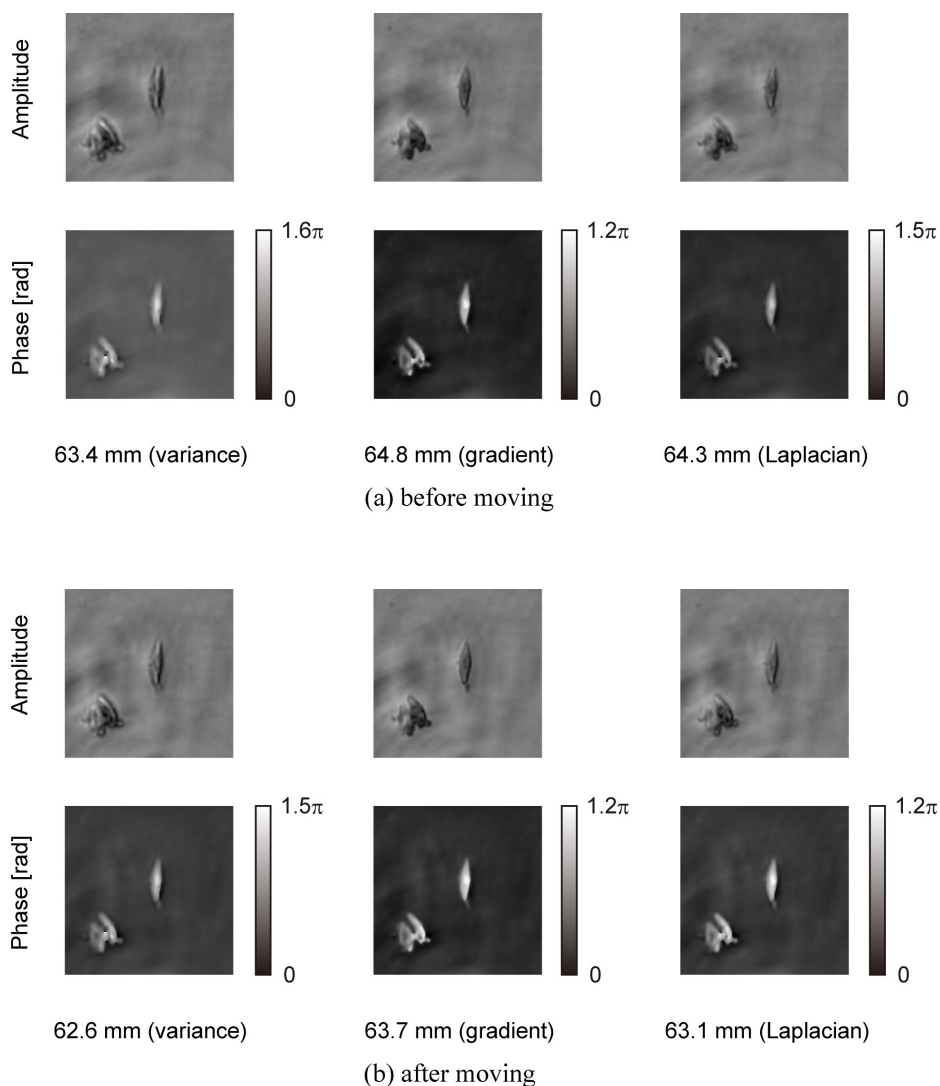 Amplitude
Phase [rad]
1.6π
0
1.2π
0
1.5π
0
63.4 mm (variance)
64.8 mm (gradient)
64.3 mm (Laplacian)
(a) before moving
Amplitude
Phase [rad]
1.5π
0
1.2π
0
1.2π
0
62.6 mm (variance)
63.7 mm (gradient)
63.1 mm (Laplacian)
(b) after moving